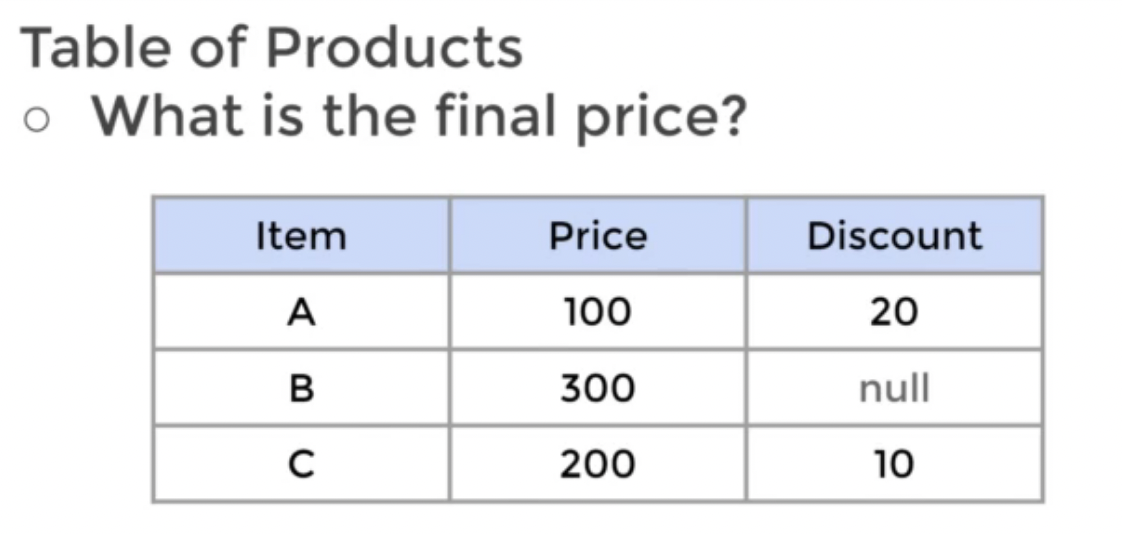 Table of Products
○ What is the final price?
Item Price Discount
A 100 20
B 300 null
C 200 10